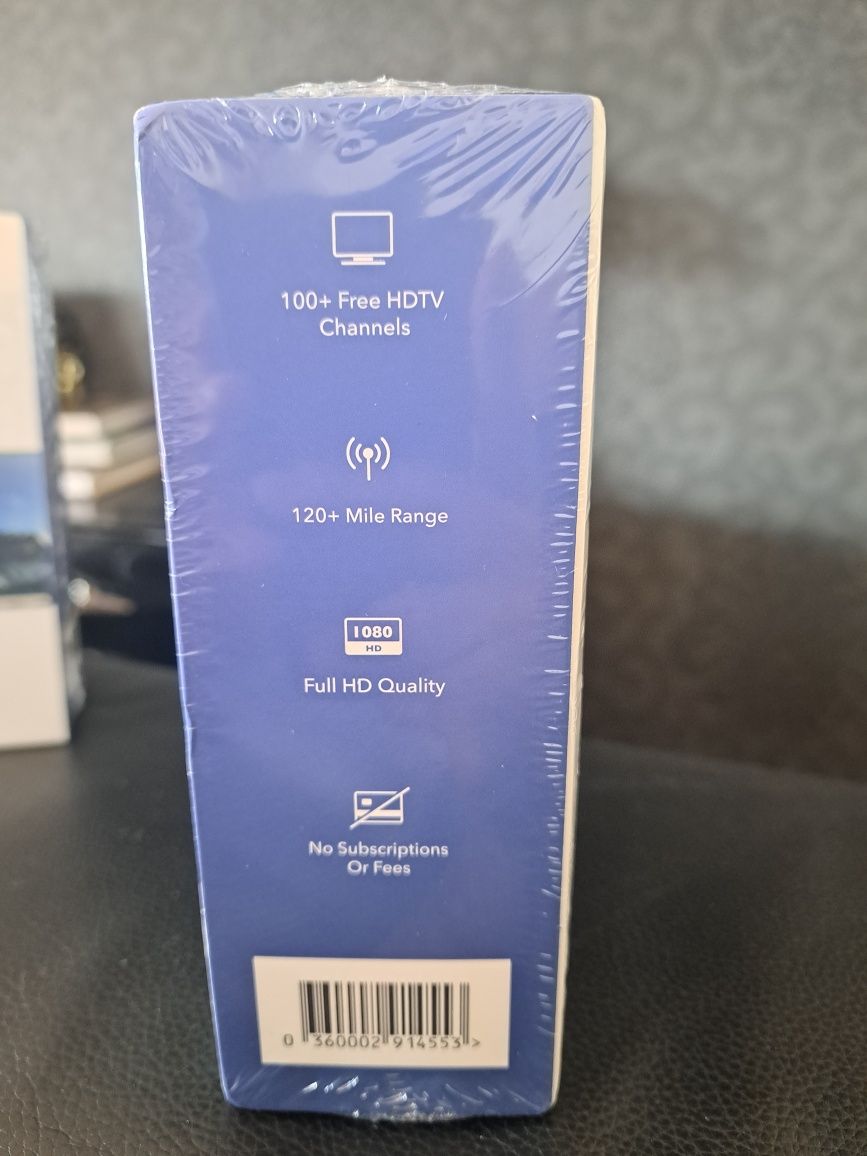 100+ Free HDTV
Channels
120+ Mile Range
1080
HD
Full HD Quality
No Subscriptions
Or Fees
0 360002 914553 >